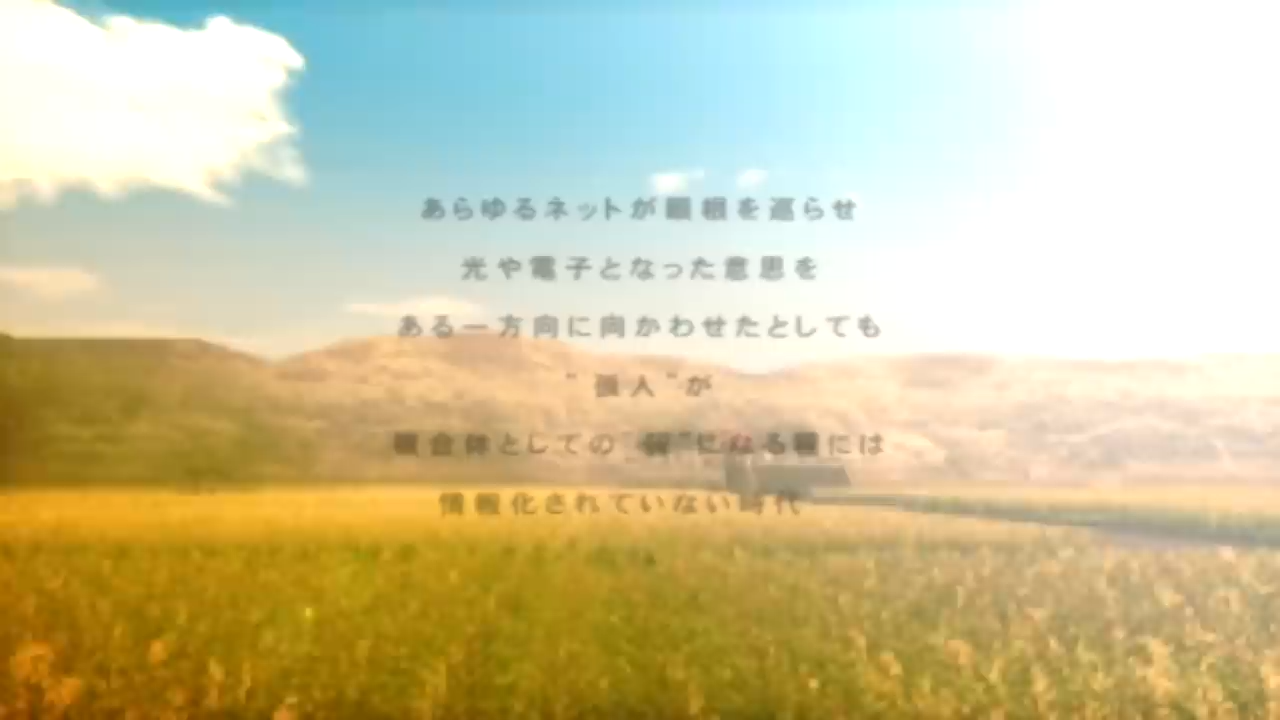 あらゆるネットが眼根を巡らせ
光や電子となった意思を
ある一方向に向かわせたとしても
"個人"が
複合体としての"個"になる程には
情報化されていない時代